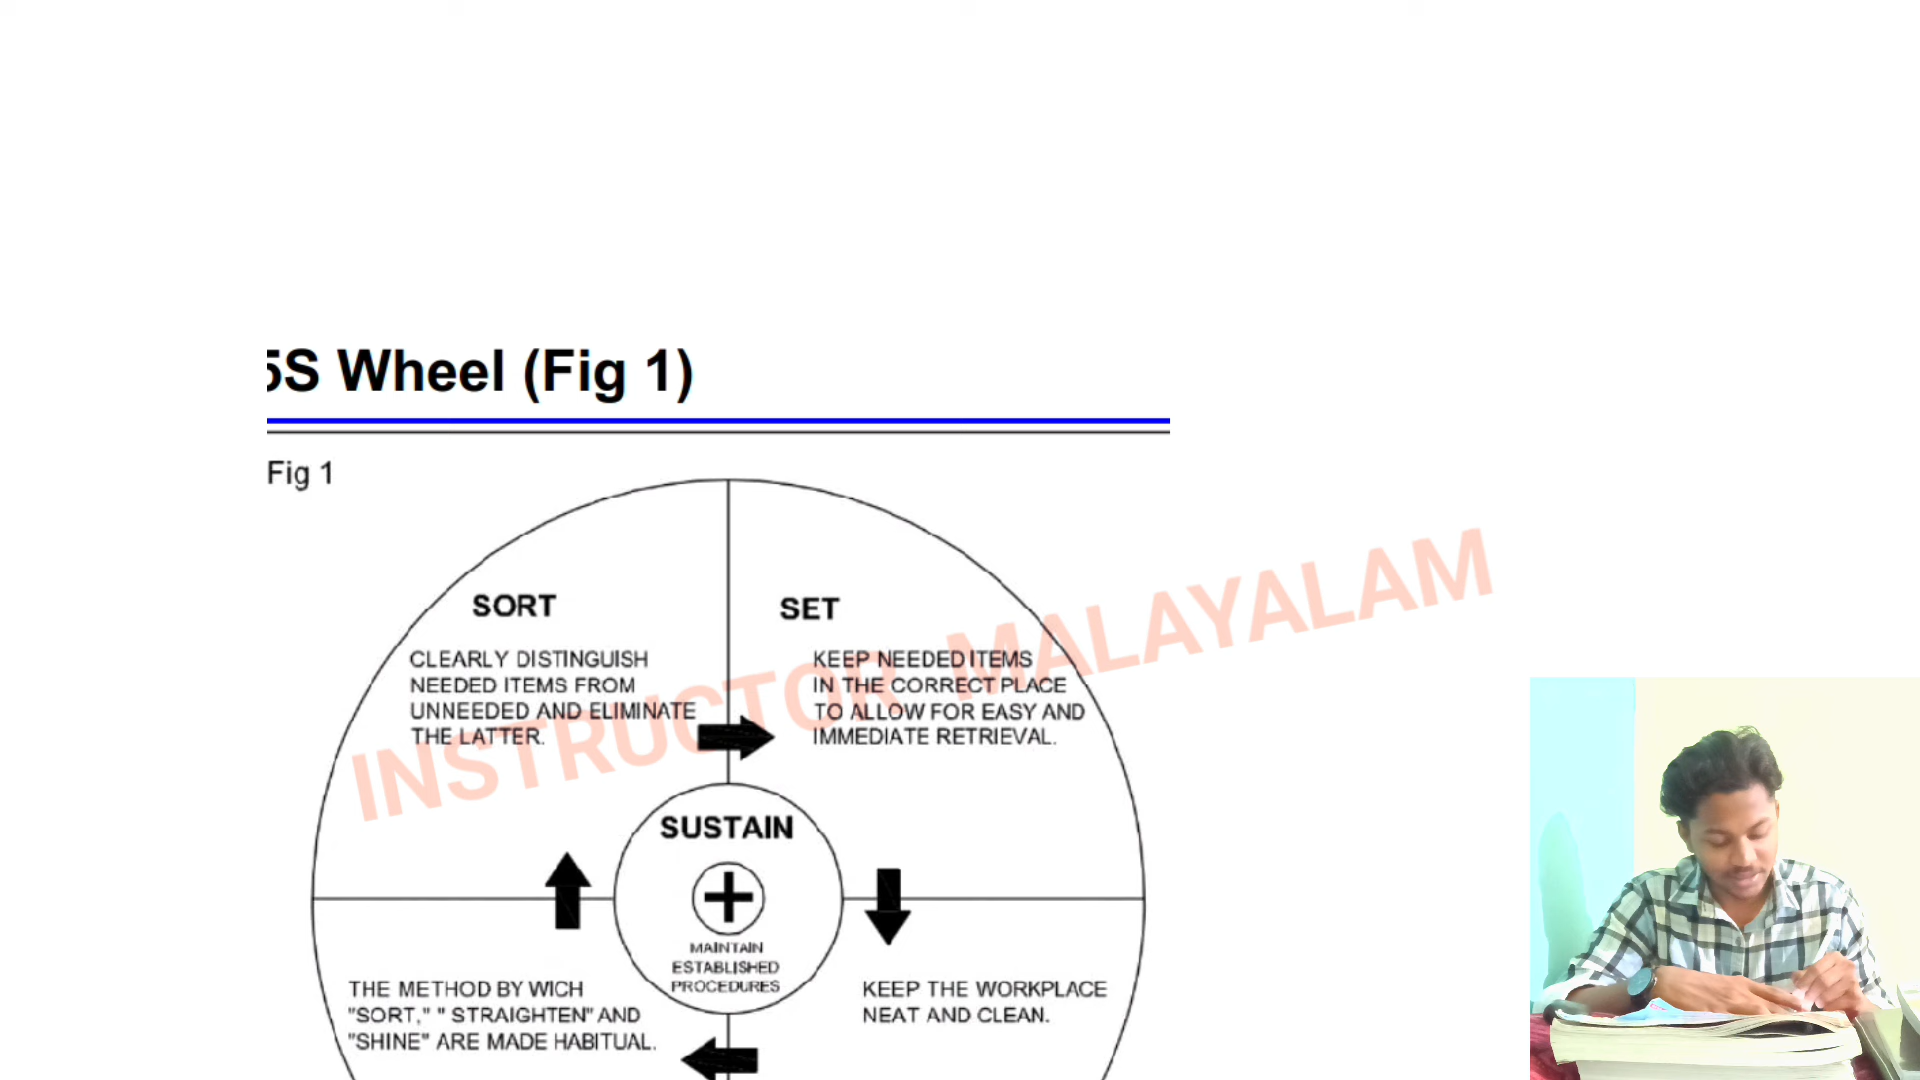 5S Wheel (Fig 1)
Fig 1
SORT
CLEARLY DISTINGUISH
NEEDED ITEMS FROM
UNNEEDED AND ELIMINATE
THE LATTER.
SET
KEEP NEEDED ITEMS
IN THE CORRECT PLACE
TO ALLOW FOR EASY AND
IMMEDIATE RETRIEVAL.
INSTRUCTOR MALAYALAM
SUSTAIN
MAINTAIN
ESTABLISHED
PROCEDURES
THE METHOD BY WICH
"SORT," " STRAIGHTEN" AND
"SHINE" ARE MADE HABITUAL.
KEEP THE WORKPLACE
NEAT AND CLEAN.